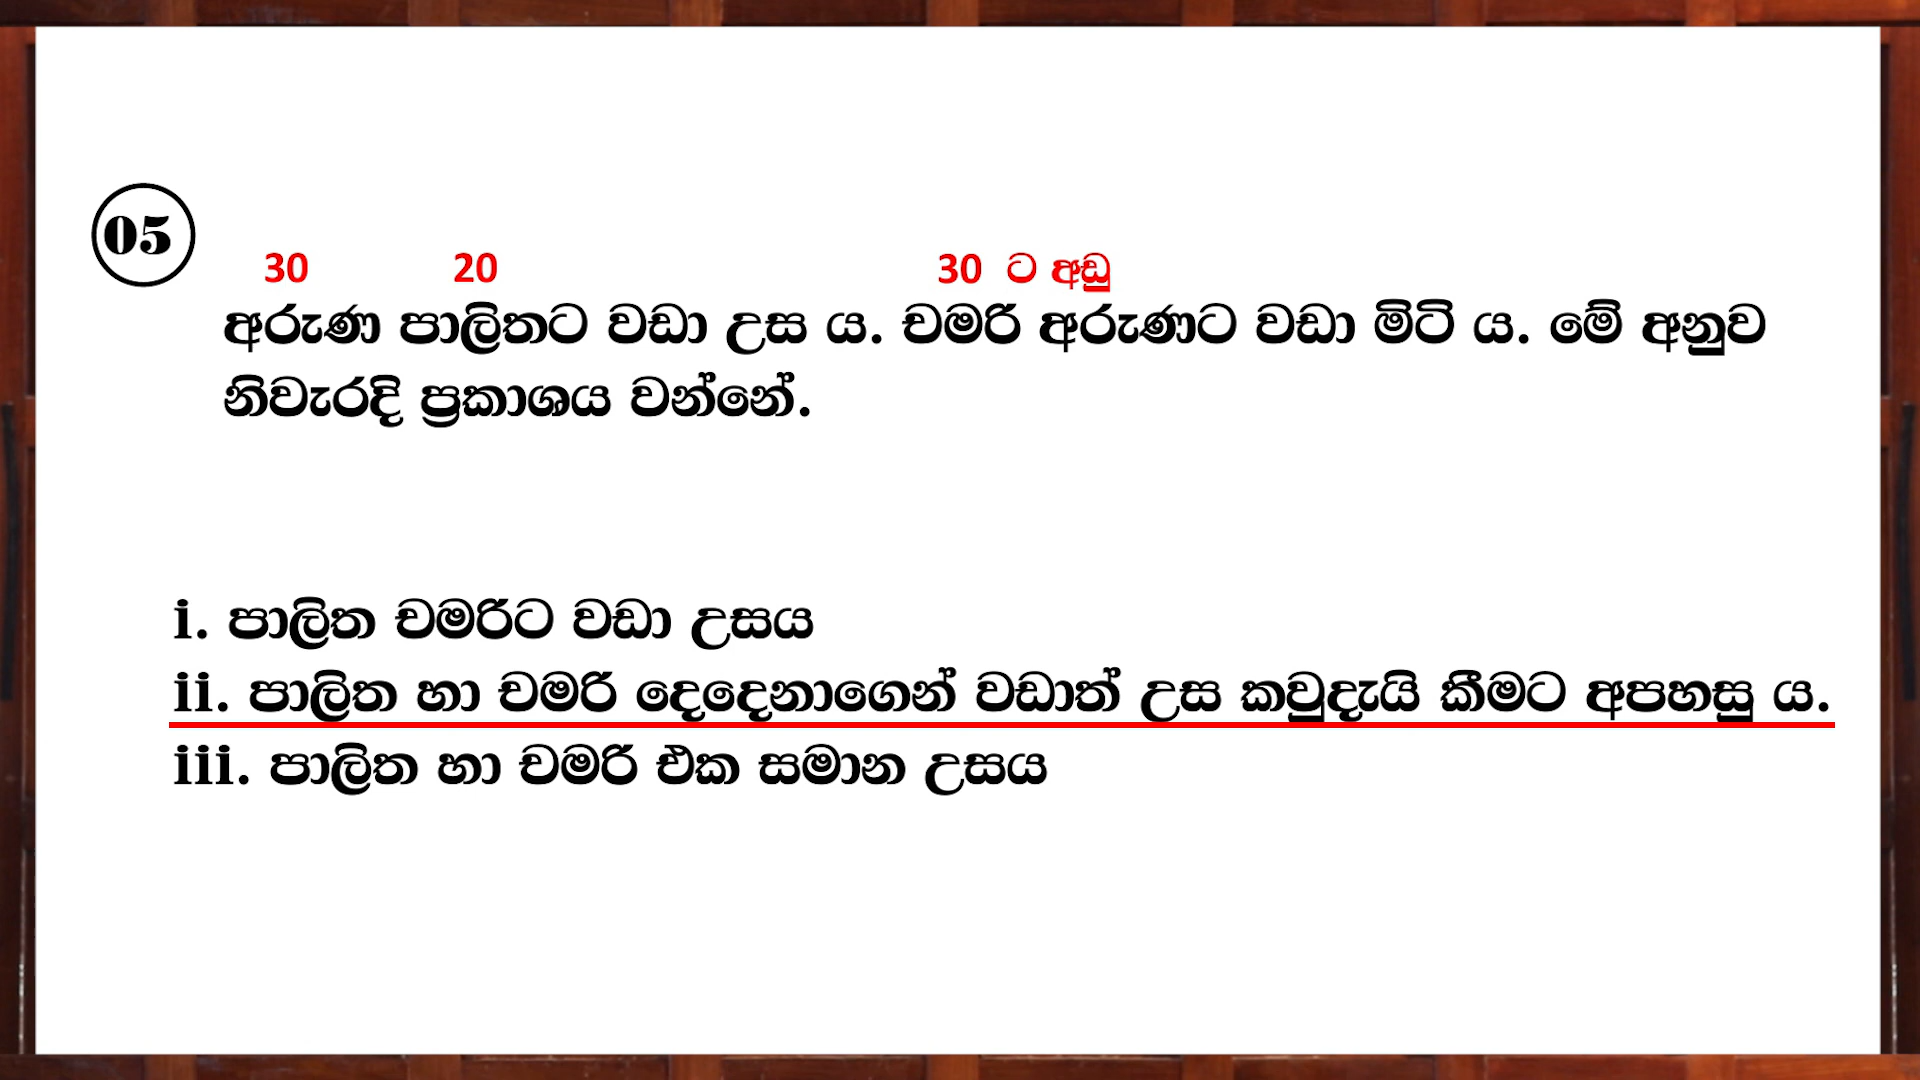 05
30 20 30 ට අඩු
අරුණ පාලිතට වඩා උස ය. චමරි අරුණට වඩා මිටි ය. මේ අනුව
නිවැරදි ප්‍රකාශය වන්නේ.
i. පාලිත චමරිට වඩා උසය
ii. පාලිත හා චමරි දෙදෙනාගෙන් වඩාත් උස කවුදැයි කීමට අපහසු ය.
iii. පාලිත හා චමරි එක සමාන උසය